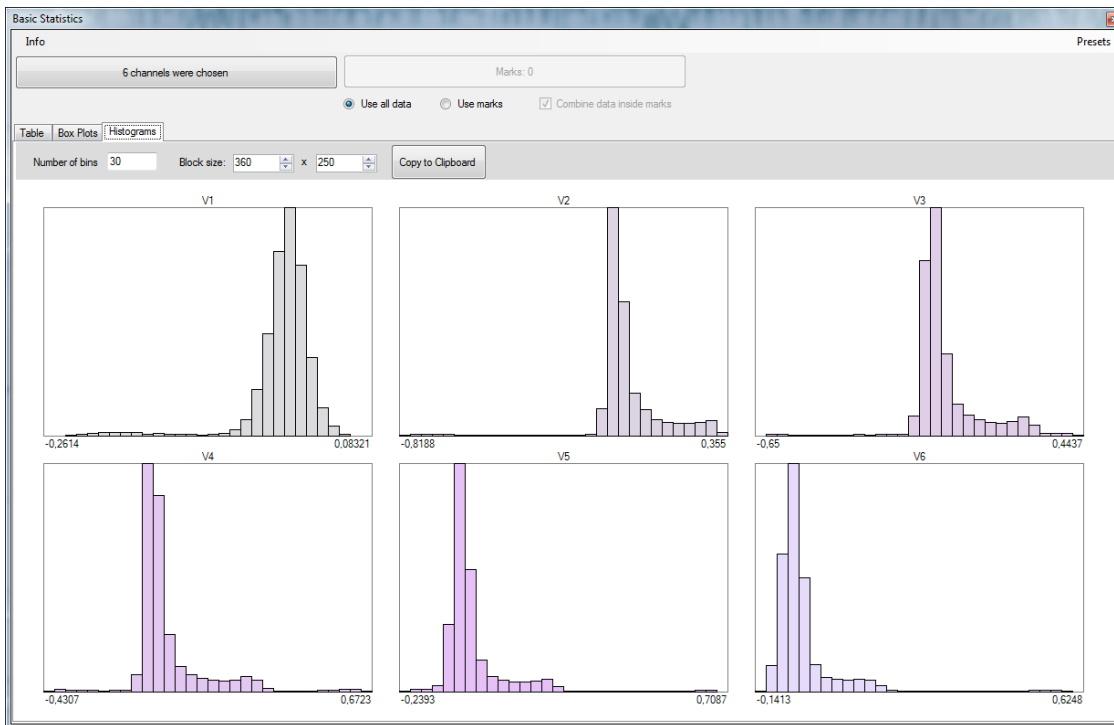 Basic Statistics
Info Presets
6 channels were chosen Marks: 0
Use all data Use marks Combine data inside marks
Table Box Plots Histograms
Number of bins 30 Block size: 360 x 250 Copy to Clipboard
V1 V2 V3
-0,2614 0,08321 -0,8188 0,355 -0,65 0,4437
V4 V5 V6
-0,4307 0,6723 -0,2393 0,7087 -0,1413 0,6248